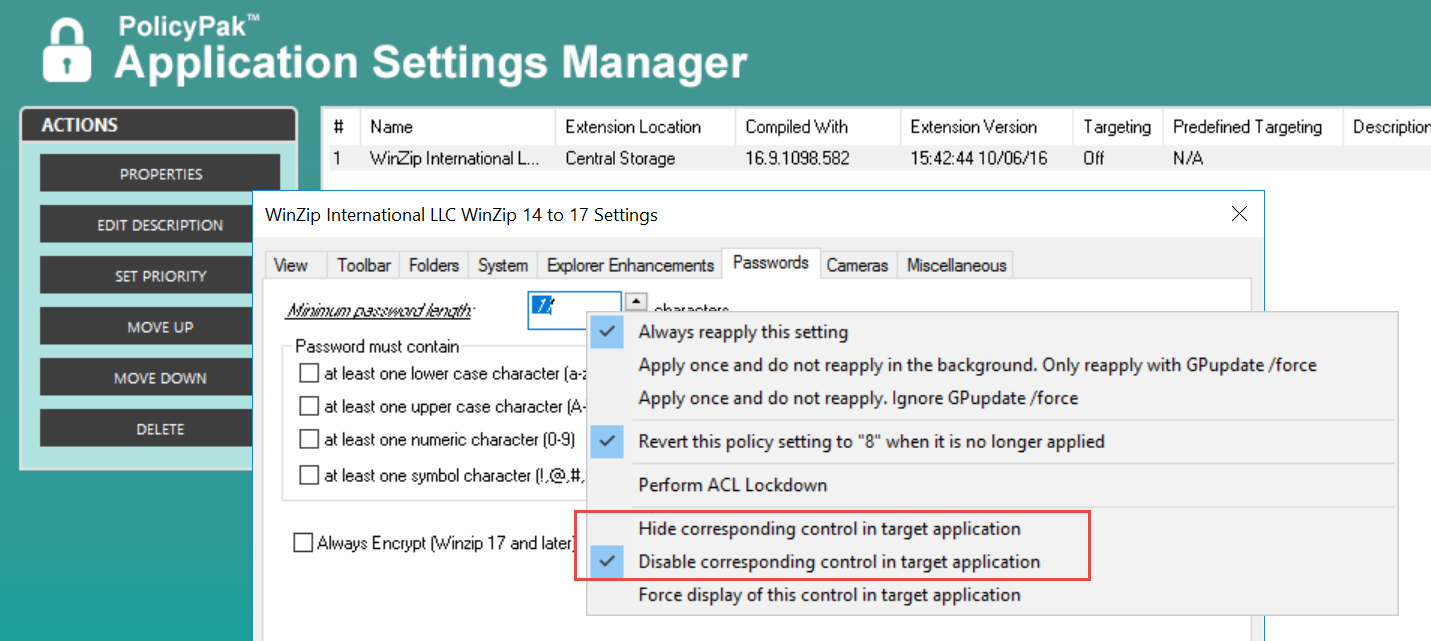 PolicyPak™
Application Settings Manager
ACTIONS
PROPERTIES
EDIT DESCRIPTION
SET PRIORITY
MOVE UP
MOVE DOWN
DELETE
# Name Extension Location Compiled With Extension Version Targeting Predefined Targeting Description
1 WinZip International L... Central Storage 16.9.1098.582 15:42:44 10/06/16 Off N/A
WinZip International LLC WinZip 14 to 17 Settings
View Toolbar Folders System Explorer Enhancements Passwords Cameras Miscellaneous
Minimum password length: characters
Password must contain
at least one lower case character (a-z
at least one upper case character (A-
at least one numeric character (0-9)
at least one symbol character (!,@,#,
Always Encrypt (Winzip 17 and later)
Always reapply this setting
Apply once and do not reapply in the background. Only reapply with GPupdate /force
Apply once and do not reapply. Ignore GPupdate /force
Revert this policy setting to "8" when it is no longer applied
Perform ACL Lockdown
Hide corresponding control in target application
Disable corresponding control in target application
Force display of this control in target application